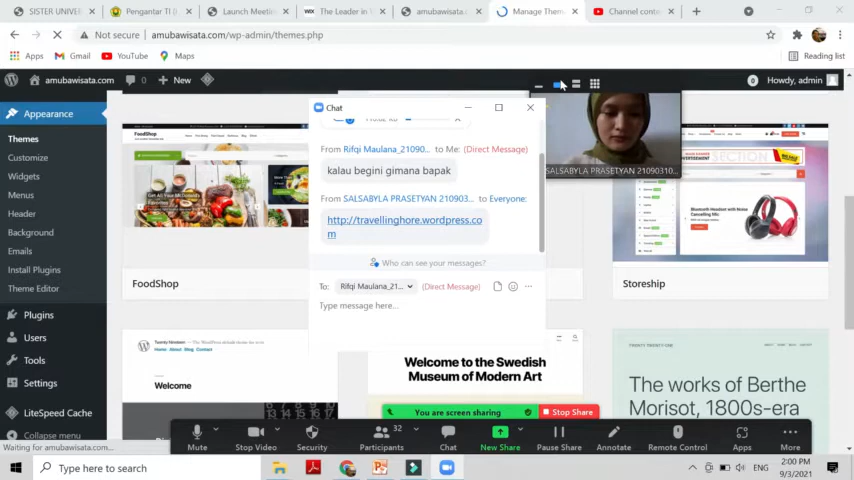 SISTER UNIVER
Pengantar TI (
Launch Meetin
The Leader in
amubawisata.co
Manage Them
Channel conte
Not secure
amubawisata.com/wp-admin/themes.php
Apps
Gmail
YouTube
Maps
Reading list
amubawisata.com
0
New
0
Howdy, admin
Appearance
Themes
Customize
Widgets
Menus
Header
Background
Emails
Install Plugins
Theme Editor
Plugins
Users
Tools
Settings
LiteSpeed Cache
Collapse menu
Waiting for amubawisata.com...
FoodShop
Storeship
Welcome
Welcome to the Swedish
Museum of Modern Art
The works of Berthe
Morisot, 1800s-era
Chat
From Rifqi Maulana_21090... to Me: (Direct Message)
kalau begini gimana bapak
From SALSABYLA PRASETYAN 210903... to Everyone:
http://travellinghore.wordpress.co
m
Who can see your messages?
To: Rifqi Maulana_21... (Direct Message)
Type message here...
SALSABYLA PRASETYAN 21090310...
You are screen sharing
Stop Share
Mute
Stop Video
Security
Participants
32
Chat
New Share
Pause Share
Annotate
Remote Control
Apps
More
Type here to search
ENG
2:00 PM
9/3/2021